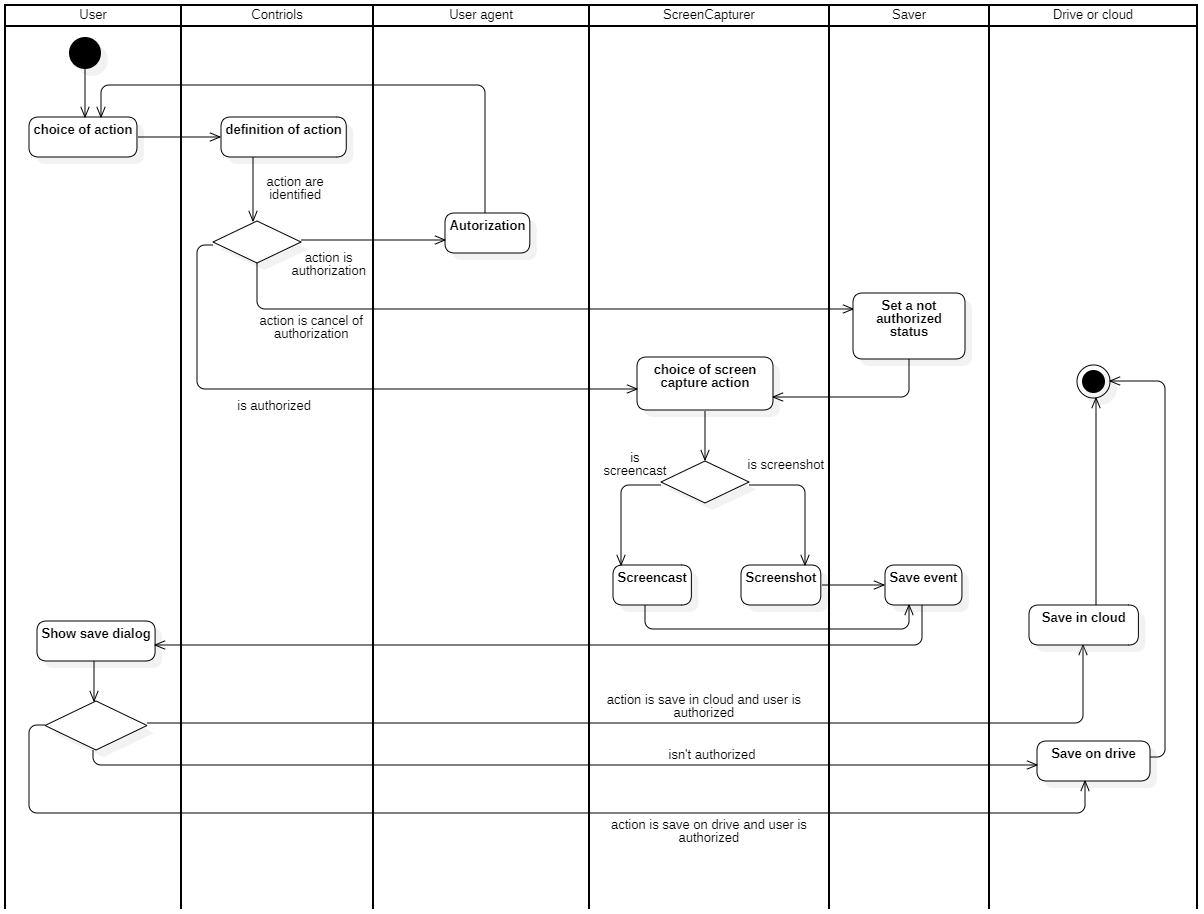 User
Contriols
User agent
ScreenCapturer
Saver
Drive or cloud
choice of action
definition of action
action are
identified
Autorization
action is
authorization
action is cancel of
authorization
Set a not
authorized
status
choice of screen
capture action
is authorized
is
screencast
is screenshot
Screencast
Screenshot
Save event
Save in cloud
Show save dialog
action is save in cloud and user is
authorized
isn't authorized
Save on drive
action is save on drive and user is
authorized